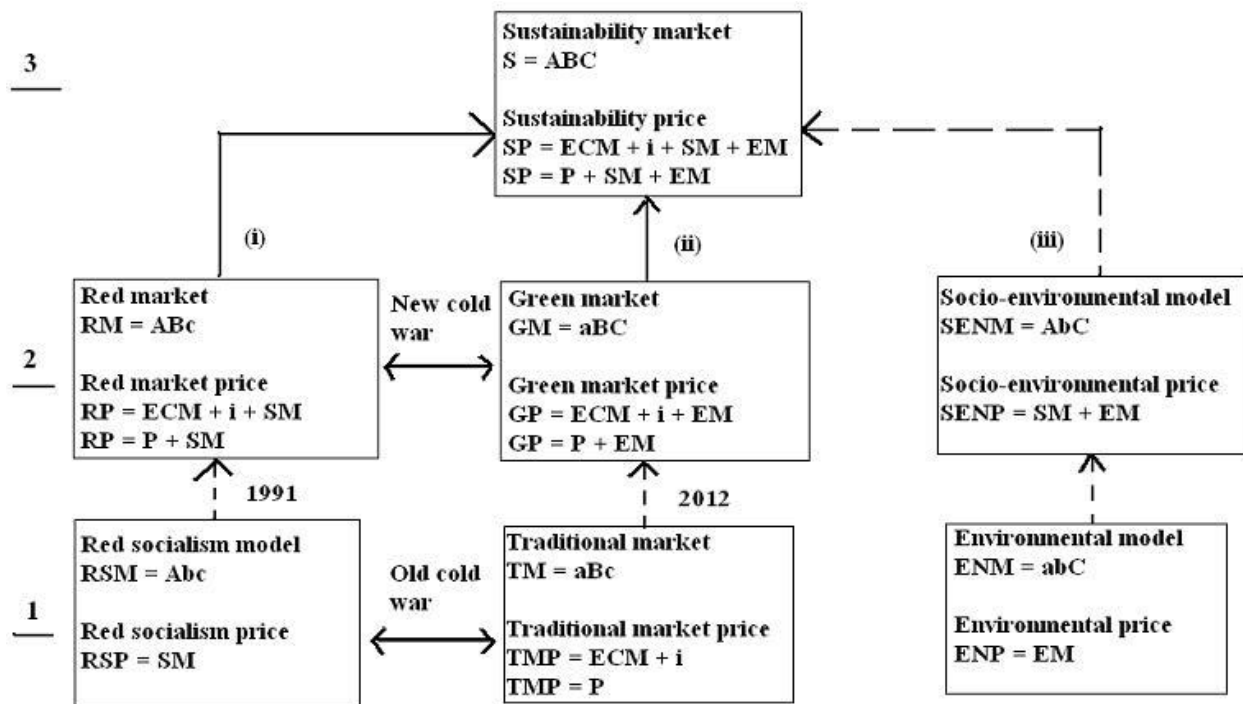 3
Sustainability market
S = ABC
Sustainability price
SP = ECM + i + SM + EM
SP = P + SM + EM
(i)
(ii)
(iii)
2
Red market
RM = ABc
Red market price
RP = ECM + i + SM
RP = P + SM
New cold
war
Green market
GM = aBC
Green market price
GP = ECM + i + EM
GP = P + EM
Socio-environmental model
SENM = AbC
Socio-environmental price
SENP = SM + EM
1991
2012
1
Red socialism model
RSM = Abc
Red socialism price
RSP = SM
Old cold
war
Traditional market
TM = aBc
Traditional market price
TMP = ECM + i
TMP = P
Environmental model
ENM = abC
Environmental price
ENP = EM